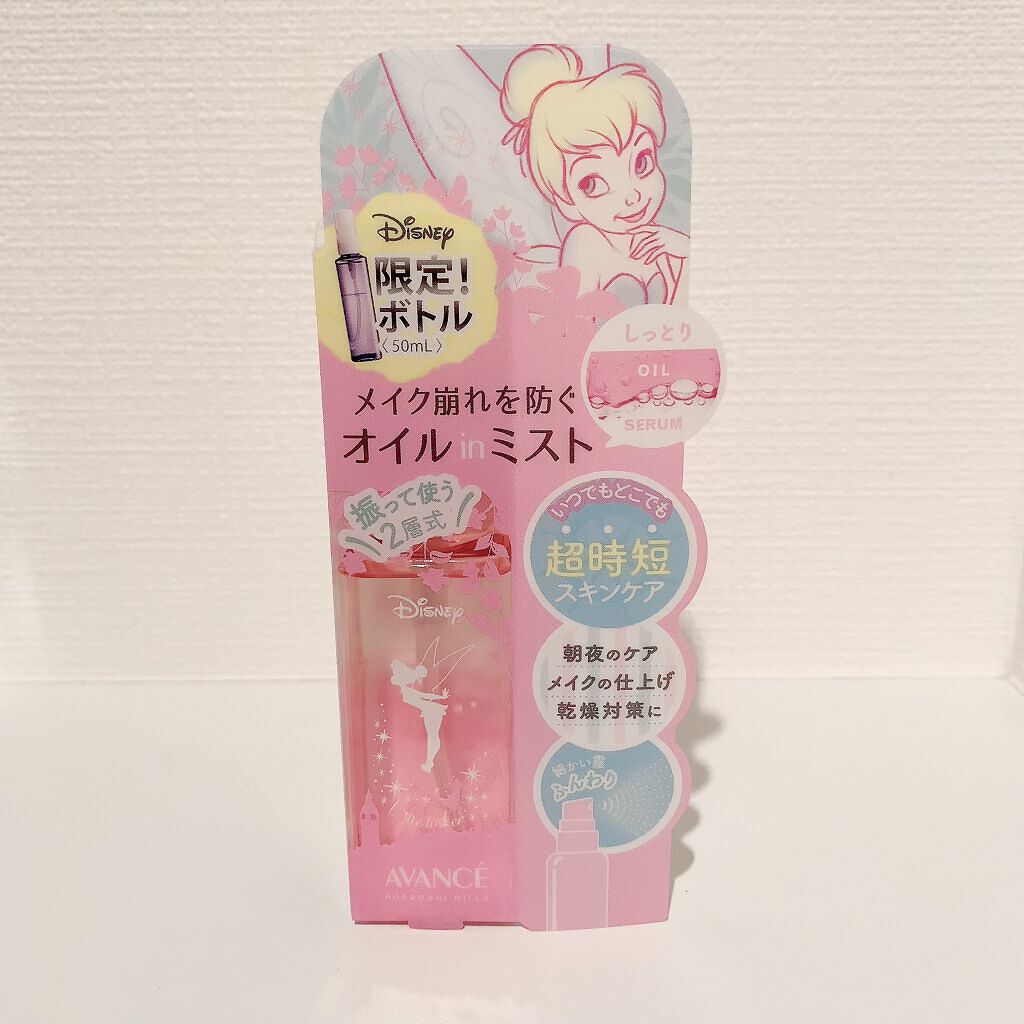 Disney
限定!
ボトル
〈50mL〉
しっとり
OIL
SERUM
メイク崩れを防ぐ
オイルinミスト
振って使う
2層式
いつでもどこでも
超時短
スキンケア
Disney
朝夜のケア
メイクの仕上げ
乾燥対策に
細かい霧
ふんわり
AVANCÉ
ROPPONGI HILLS